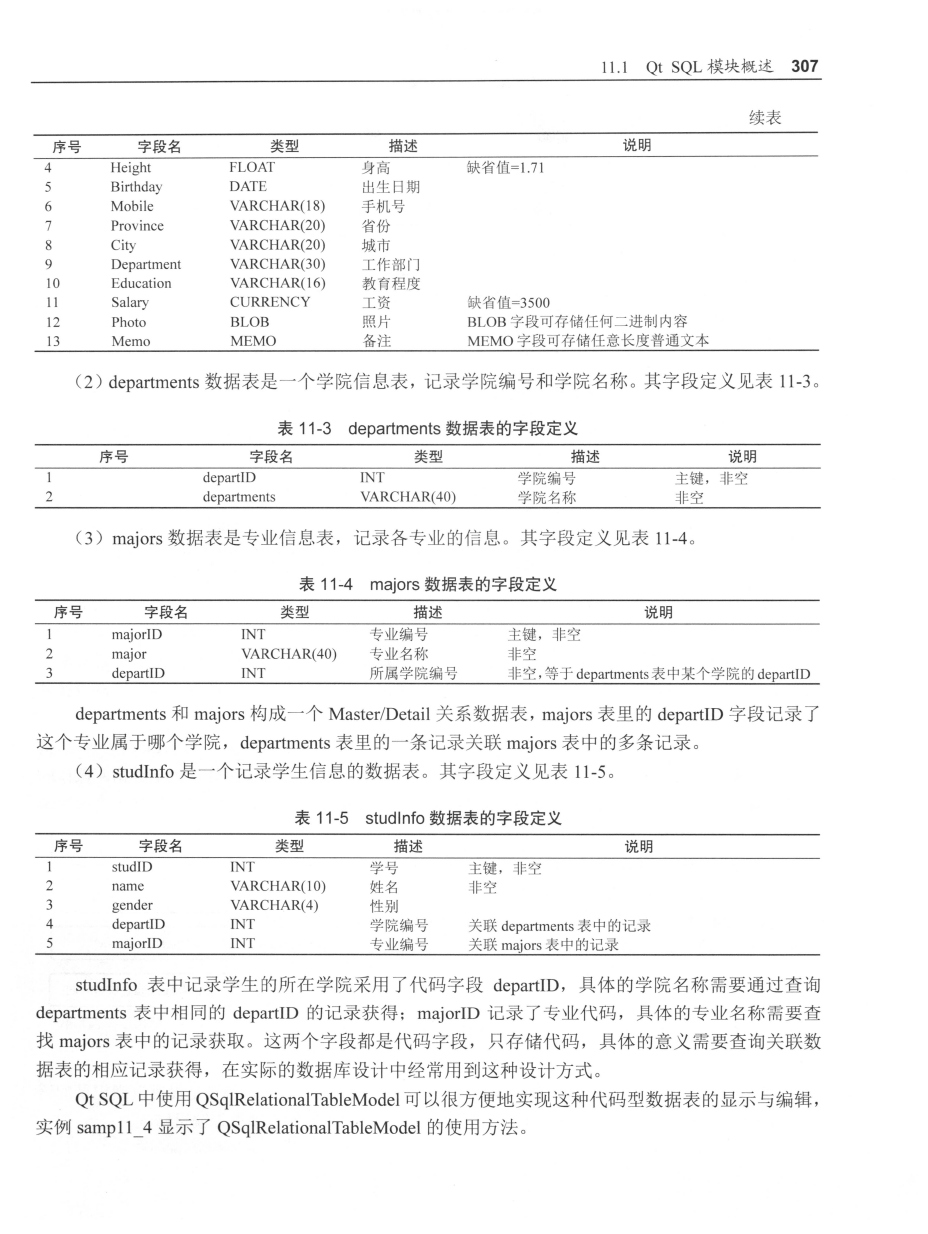 11.1 Qt SQL 模块概述 307
续表
序号 字段名 类型 描述 说明
4 Height FLOAT 身高 缺省值=1.71
5 Birthday DATE 出生日期
6 Mobile VARCHAR(18) 手机号
7 Province VARCHAR(20) 省份
8 City VARCHAR(20) 城市
9 Department VARCHAR(30) 工作部门
10 Education VARCHAR(16) 教育程度
11 Salary CURRENCY 工资 缺省值=3500
12 Photo BLOB 照片 BLOB 字段可存储任何二进制内容
13 Memo MEMO 备注 MEMO 字段可存储任意长度普通文本
（2）departments 数据表是一个学院信息表，记录学院编号和学院名称。其字段定义见表 11-3。
表 11-3 departments 数据表的字段定义
序号 字段名 类型 描述 说明
1 departID INT 学院编号 主键，非空
2 departments VARCHAR(40) 学院名称 非空
（3）majors 数据表是专业信息表，记录各专业的信息。其字段定义见表 11-4。
表 11-4 majors 数据表的字段定义
序号 字段名 类型 描述 说明
1 majorID INT 专业编号 主键，非空
2 major VARCHAR(40) 专业名称 非空
3 departID INT 所属学院编号 非空，等于 departments 表中某个学院的 departID
departments 和 majors 构成一个 Master/Detail 关系数据表，majors 表里的 departID 字段记录了
这个专业属于哪个学院，departments 表里的一条记录关联 majors 表中的多条记录。
（4）studInfo 是一个记录学生信息的数据表。其字段定义见表 11-5。
表 11-5 studInfo 数据表的字段定义
序号 字段名 类型 描述 说明
1 studID INT 学号 主键，非空
2 name VARCHAR(10) 姓名 非空
3 gender VARCHAR(4) 性别
4 departID INT 学院编号 关联 departments 表中的记录
5 majorID INT 专业编号 关联 majors 表中的记录
studInfo 表中记录学生的所在学院采用了代码字段 departID，具体的学院名称需要通过查询
departments 表中相同的 departID 的记录获得；majorID 记录了专业代码，具体的专业名称需要查
找 majors 表中的记录获取。这两个字段都是代码字段，只存储代码，具体的意义需要查询关联数
据表的相应记录获得，在实际的数据库设计中经常用到这种设计方式。
Qt SQL 中使用 QSqlRelationalTableModel 可以很方便地实现这种代码型数据表的显示与编辑，
实例 samp11_4 显示了 QSqlRelationalTableModel 的使用方法。